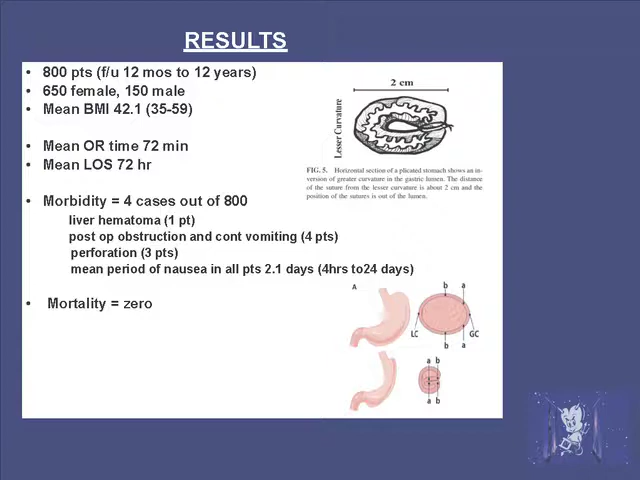 RESULTS
• 800 pts (f/u 12 mos to 12 years)
• 650 female, 150 male
• Mean BMI 42.1 (35-59)
• Mean OR time 72 min
• Mean LOS 72 hr
• Morbidity = 4 cases out of 800
liver hematoma (1 pt)
post op obstruction and cont vomiting (4 pts)
perforation (3 pts)
mean period of nausea in all pts 2.1 days (4hrs to24 days)
• Mortality = zero
2 cm
Lesser Curvature
FIG. 5. Horizontal section of a plicated stomach shows an in-
version of greater curvature in the gastric lumen. The distance
of the suture from the lesser curvature is about 2 cm and the
position of the sutures is out of the lumen.
A
b a
LC GC
b a
a b
a b